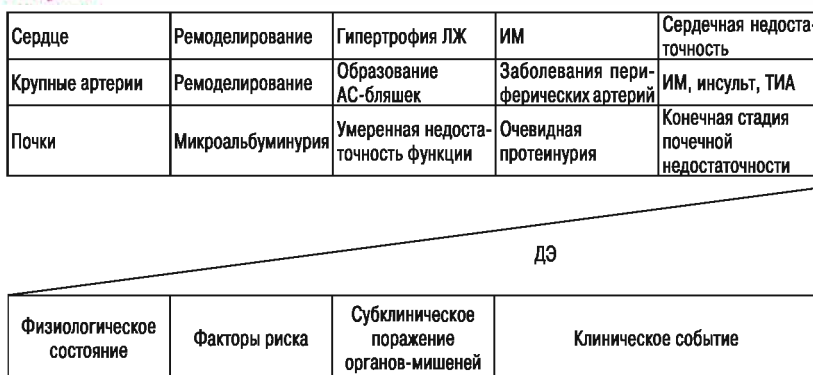 Сердце Ремоделирование Гипертрофия ЛЖ ИМ Сердечная недоста-
точность
Крупные артерии Ремоделирование Образование
АС-бляшек Заболевания пери-
ферических артерий ИМ, инсульт, ТИА
Почки Микроальбуминурия Умеренная недоста-
точность функции Очевидная
протеинурия Конечная стадия
почечной
недостаточности
ДЭ
Физиологическое
состояние Факторы риска Субклиническое
поражение
органов-мишеней Клиническое событие